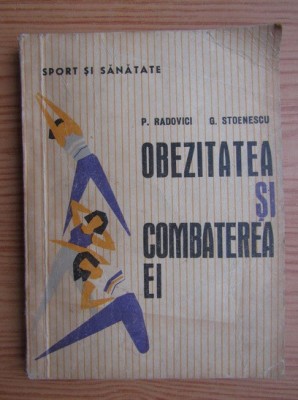 SPORT ȘI SĂNĂTATE
P. RADOVICI G. STOENESCU
OBEZITATEA
ȘI
COMBATEREA
EI